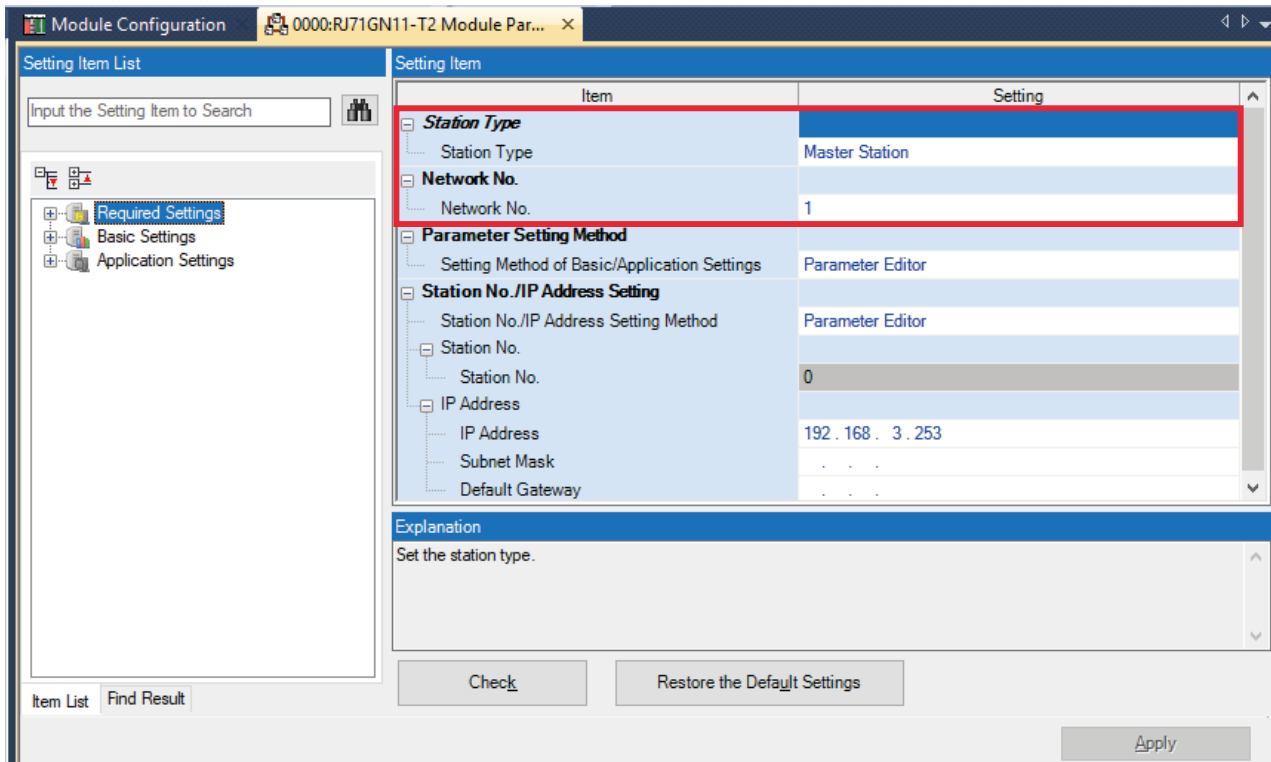 Module Configuration
0000:RJ71GN11-T2 Module Par...
Setting Item List
Input the Setting Item to Search
Required Settings
Basic Settings
Application Settings
Item List
Find Result
Setting Item
Item Setting
Station Type
Station Type Master Station
Network No.
Network No. 1
Parameter Setting Method
Setting Method of Basic/Application Settings Parameter Editor
Station No./IP Address Setting
Station No./IP Address Setting Method Parameter Editor
Station No.
Station No. 0
IP Address
IP Address 192 . 168 . 3 . 253
Subnet Mask . . .
Default Gateway . . .
Explanation
Set the station type.
Check
Restore the Default Settings
Apply